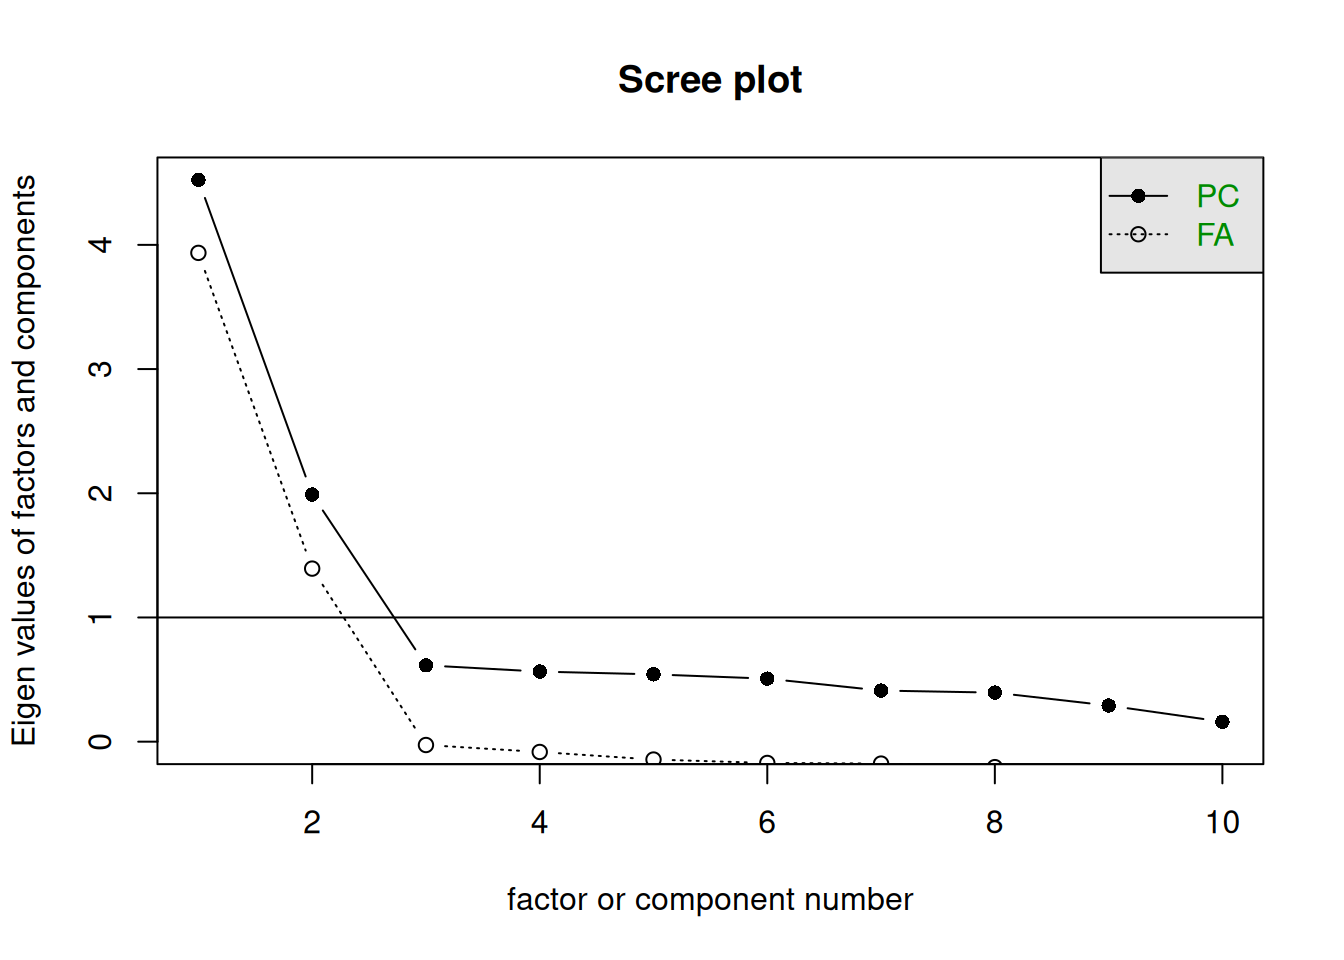 Scree plot
Eigen values of factors and components
4
3
2
1
0
PC
FA
2
4
6
8
10
factor or component number